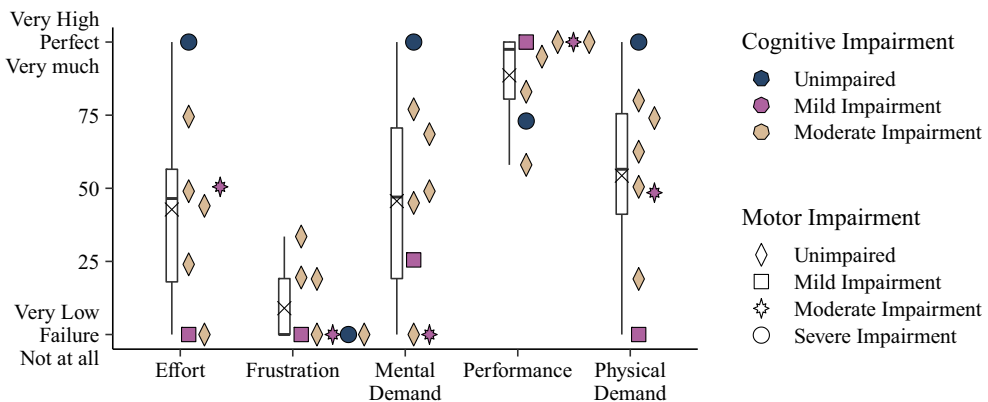 Very High
Perfect
Very much
75
50
25
Very Low
Failure
Not at all
Effort
Frustration
Mental
Demand
Performance
Physical
Demand
Cognitive Impairment
Unimpaired
Mild Impairment
Moderate Impairment
Motor Impairment
Unimpaired
Mild Impairment
Moderate Impairment
Severe Impairment